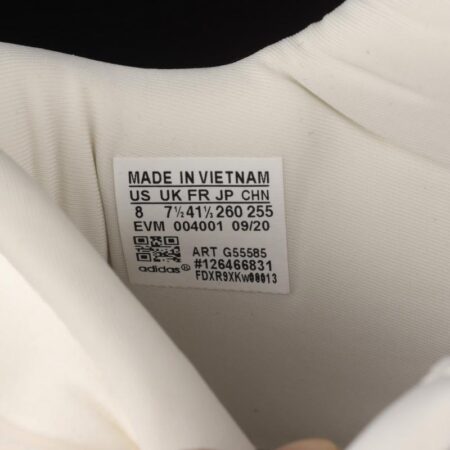 MADE IN VIETNAM
US UK FR JP CHN
8 7½ 41⅓ 260 255
EVM 004001 09/20
ART G55585
adidas® #126466831
FDXR9XKw08013